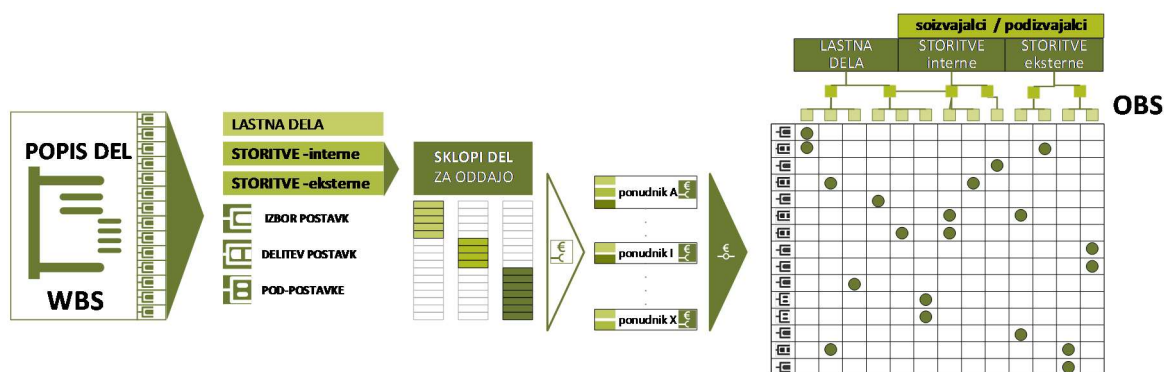 POPIS DEL
WBS
LASTNA DELA
STORITVE -interne
STORITVE -eksterne
IZBOR POSTAVK
DELITEV POSTAVK
POD-POSTAVKE
SKLOPI DEL
ZA ODDAJO
€
ponudnik A
€
ponudnik I
€
ponudnik X
€
€
soizvajalci / podizvajalci
LASTNA
DELA
STORITVE
interne
STORITVE
eksterne
OBS